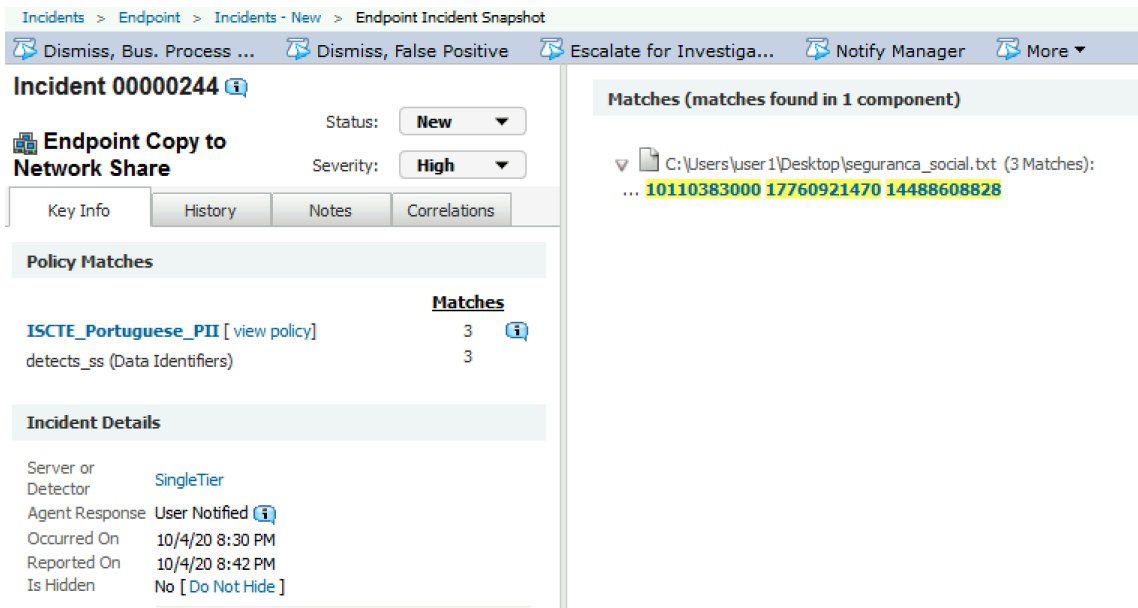 Incidents > Endpoint > Incidents - New > Endpoint Incident Snapshot
Dismiss, Bus. Process ... Dismiss, False Positive Escalate for Investiga... Notify Manager More
Incident 00000244
Status: New
Endpoint Copy to
Network Share
Severity: High
Key Info History Notes Correlations
Policy Matches
Matches
ISCTE_Portuguese_PII [ view policy] 3
detects_ss (Data Identifiers) 3
Incident Details
Server or
Detector
SingleTier
Agent Response User Notified
Occurred On 10/4/20 8:30 PM
Reported On 10/4/20 8:42 PM
Is Hidden No [ Do Not Hide ]
Matches (matches found in 1 component)
C:\Users\user1\Desktop\seguranca_social.txt (3 Matches):
... 10110383000 17760921470 14488608828